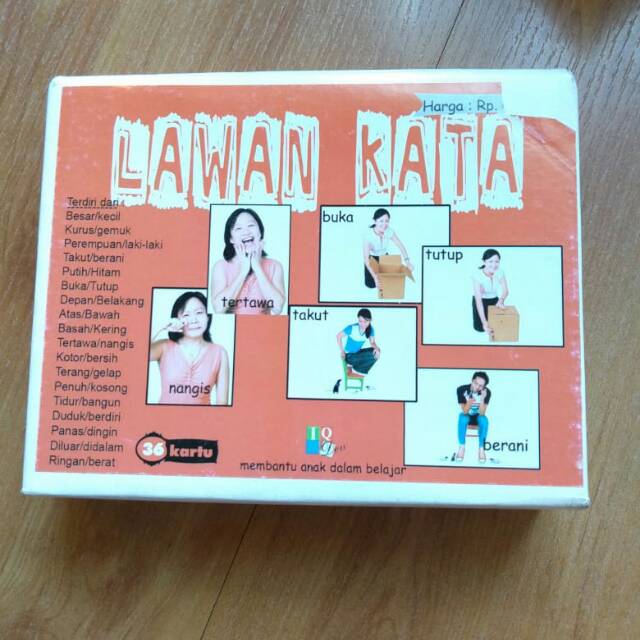 Harga : Rp.
LAWAN KATA
Terdiri dari
Besar/kecil
Kurus/gemuk
Perempuan/laki-laki
Takut/berani
Putih/Hitam
Buka/Tutup
Depan/Belakang
Atas/Bawah
Basah/Kering
Tertawa/nangis
Kotor/bersih
Terang/gelap
Penuh/kosong
Tidur/bangun
Duduk/berdiri
Panas/dingin
Diluar/didalam
Ringan/berat
tertawa
buka
tutup
nangis
takut
berani
36 kartu
membantu anak dalam belajar